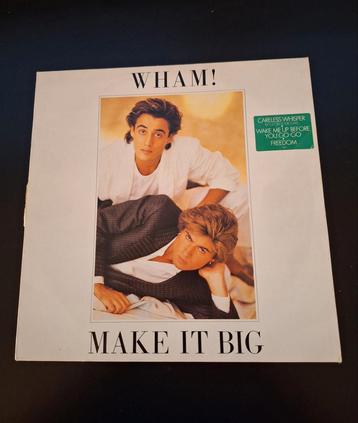 WHAM!
CARELESS WHISPER
WAKE ME UP BEFORE
YOU GO-GO
FREEDOM
MAKE IT BIG